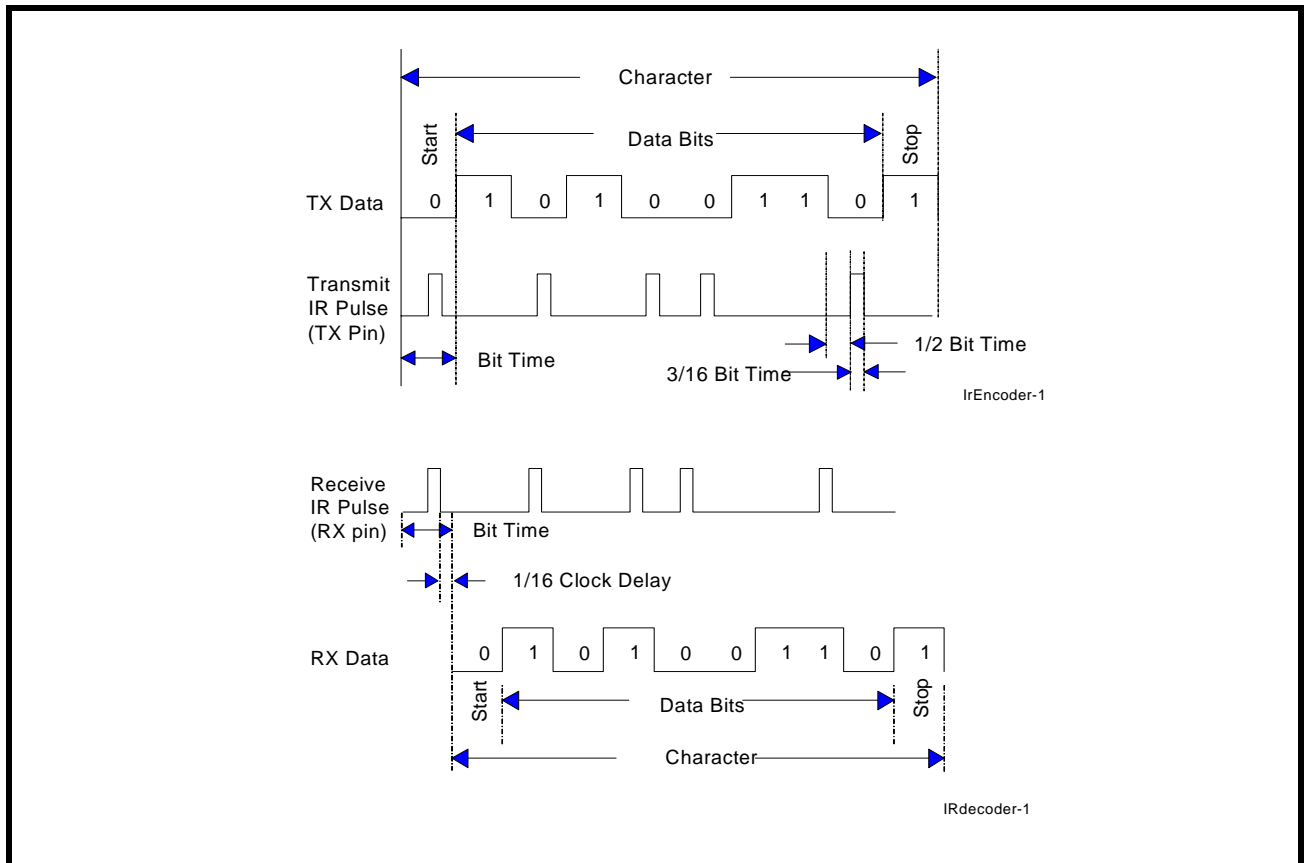 Character
Start
Data Bits
Stop
TX Data
0 1 0 1 0 0 1 1 0 1
Transmit
IR Pulse
(TX Pin)
Bit Time
1/2 Bit Time
3/16 Bit Time
IrEncoder-1
Receive
IR Pulse
(RX pin)
Bit Time
1/16 Clock Delay
RX Data
0 1 0 1 0 0 1 1 0 1
Start
Data Bits
Stop
Character
IRdecoder-1